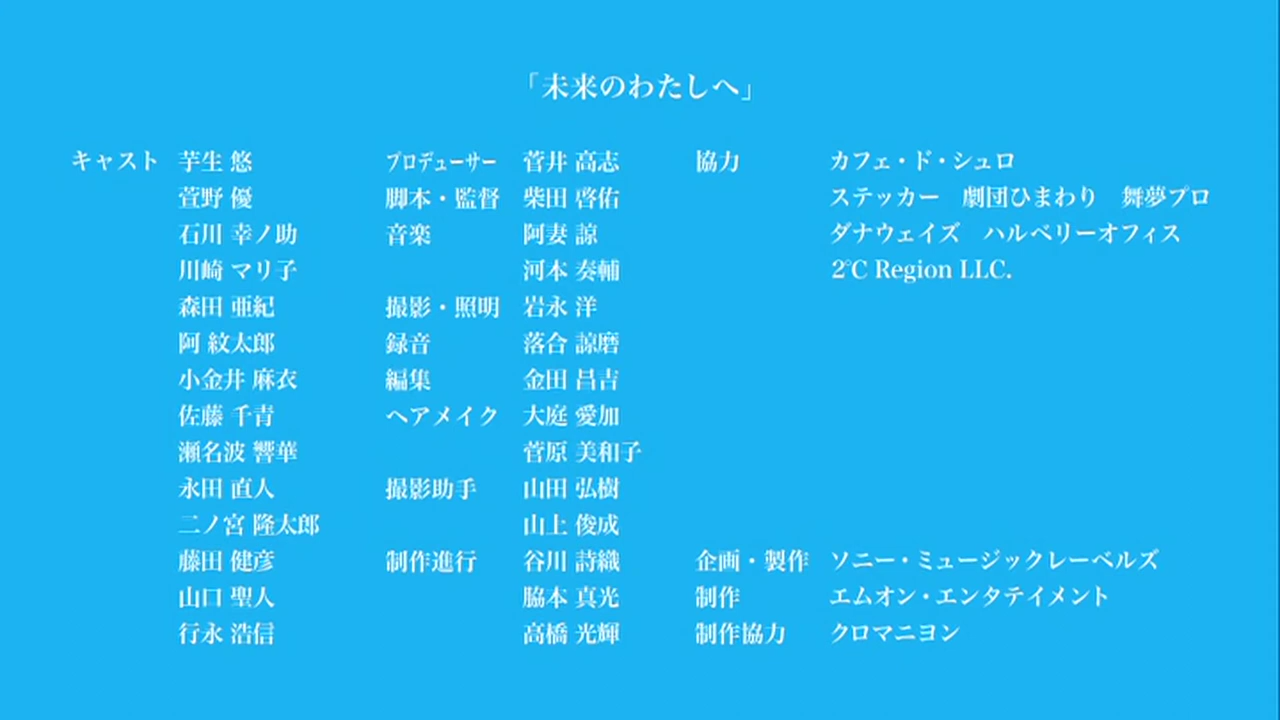 「未来のわたしへ」
キャスト 芋生 悠
萱野 優
石川 幸ノ助
川崎 マリ子
森田 亜紀
阿 紋太郎
小金井 麻衣
佐藤 千青
瀬名波 響華
永田 直人
二ノ宮 隆太郎
藤田 健彦
山口 聖人
行永 浩信
プロデューサー 菅井 高志
脚本・監督 柴田 啓佑
音楽 阿妻 諒
河本 奏輔
撮影・照明 岩永 洋
録音 落合 諒磨
編集 金田 昌吉
ヘアメイク 大庭 愛加
菅原 美和子
撮影助手 山田 弘樹
山上 俊成
制作進行 谷川 詩織
脇本 真光
高橋 光輝
協力 カフェ・ド・シュロ
ステッカー 劇団ひまわり 舞夢プロ
ダナウェイズ ハルベリーオフィス
2℃ Region LLC.
企画・製作 ソニー・ミュージックレーベルズ
制作 エムオン・エンタテイメント
制作協力 クロマニヨン